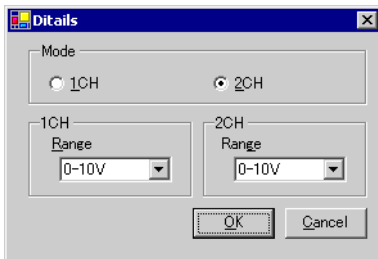 Ditails
Mode
1CH
2CH
1CH
2CH
Range
Range
0-10V
0-10V
OK
Cancel